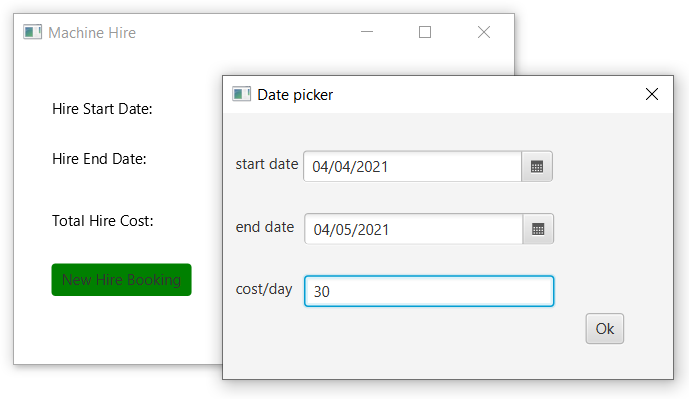 Machine Hire
Hire Start Date:
Hire End Date:
Total Hire Cost:
New Hire Booking
Date picker
start date 04/04/2021
end date 04/05/2021
cost/day 30
Ok